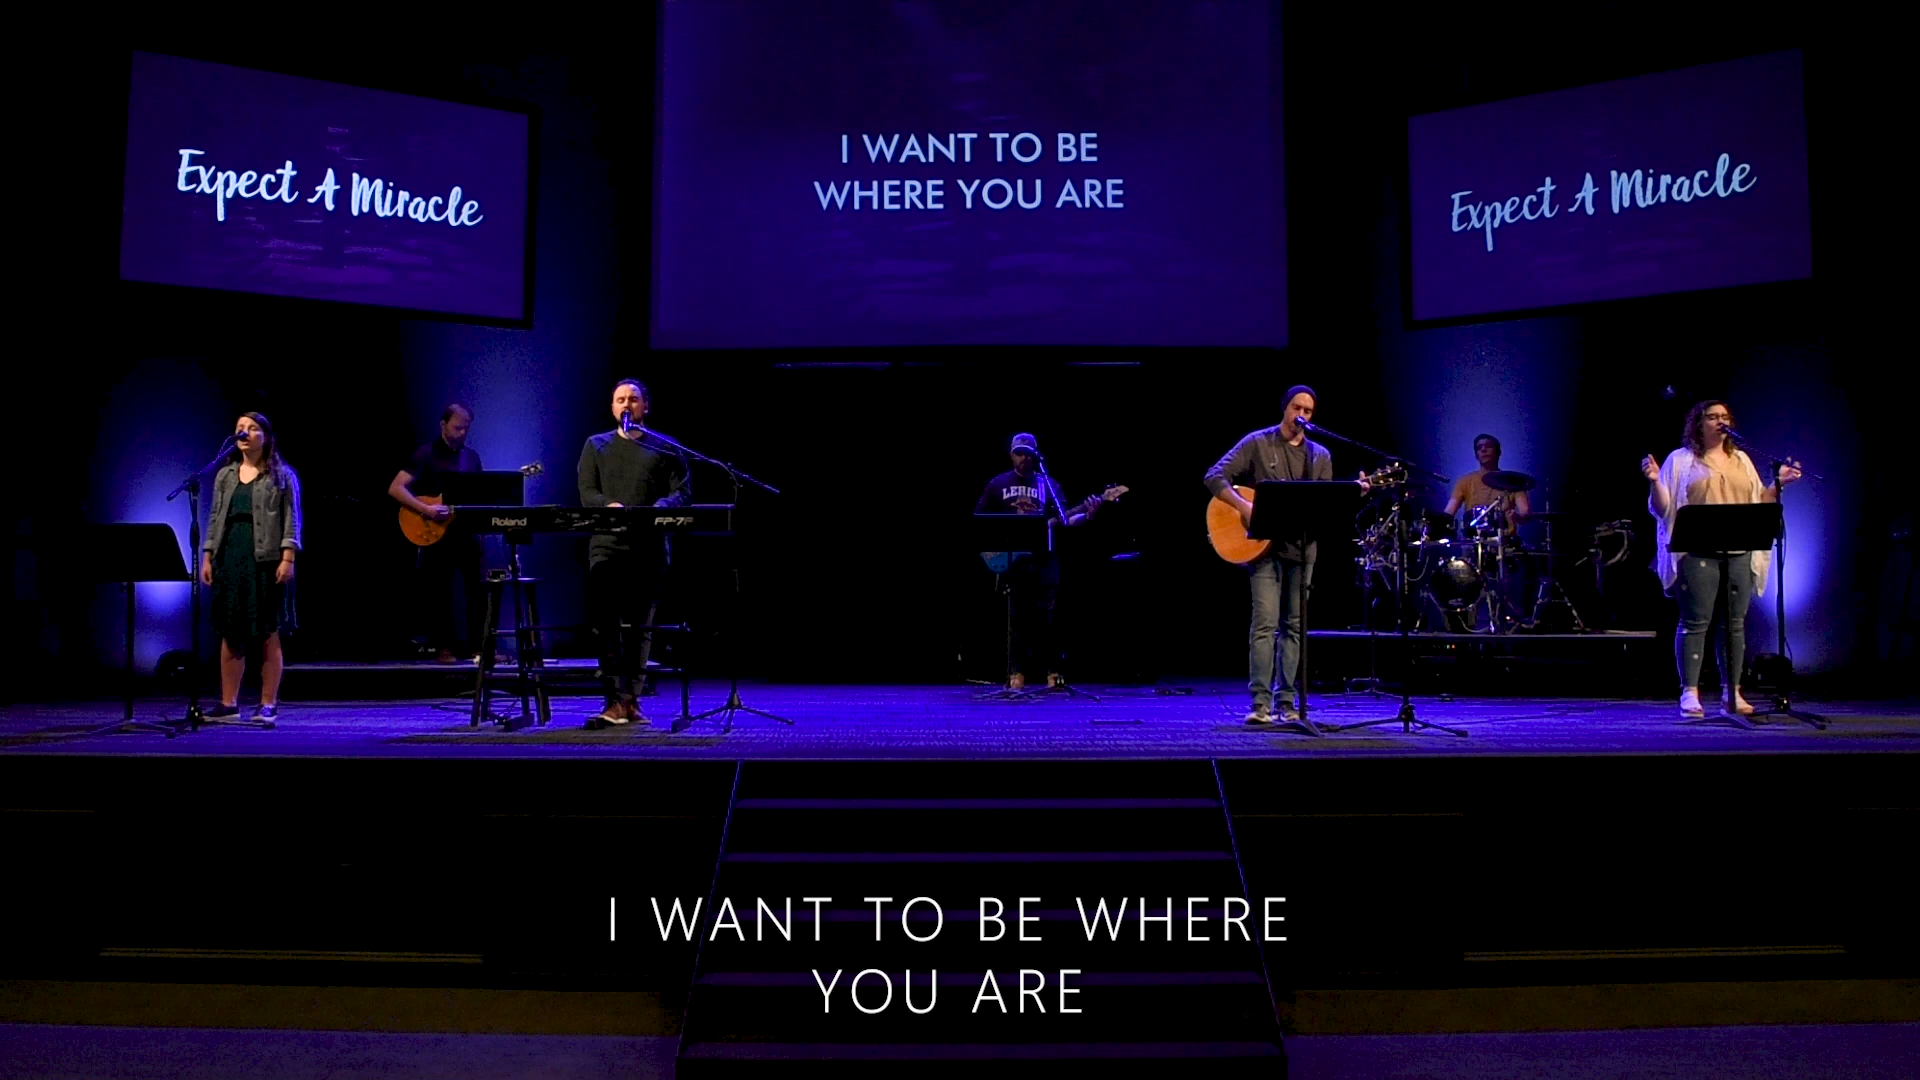 Expect A Miracle
I WANT TO BE
WHERE YOU ARE
Expect A Miracle
LEHIGH
Roland
FP-7F
I WANT TO BE WHERE
YOU ARE